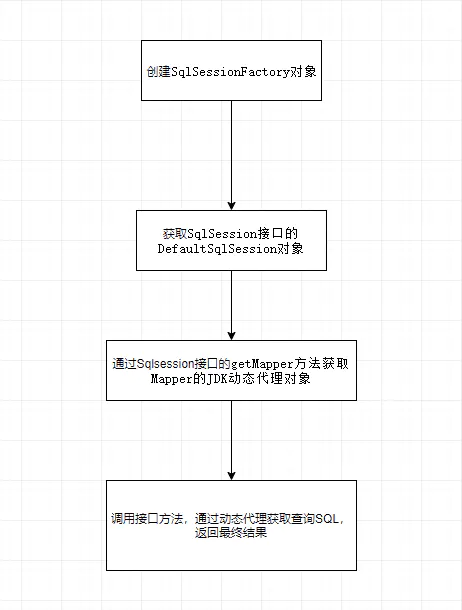 创建SqlSessionFactory对象
获取SqlSession接口的
DefaultSqlSession对象
通过Sqlsession接口的getMapper方法获取
Mapper的JDK动态代理对象
调用接口方法，通过动态代理获取查询SQL，
返回最终结果